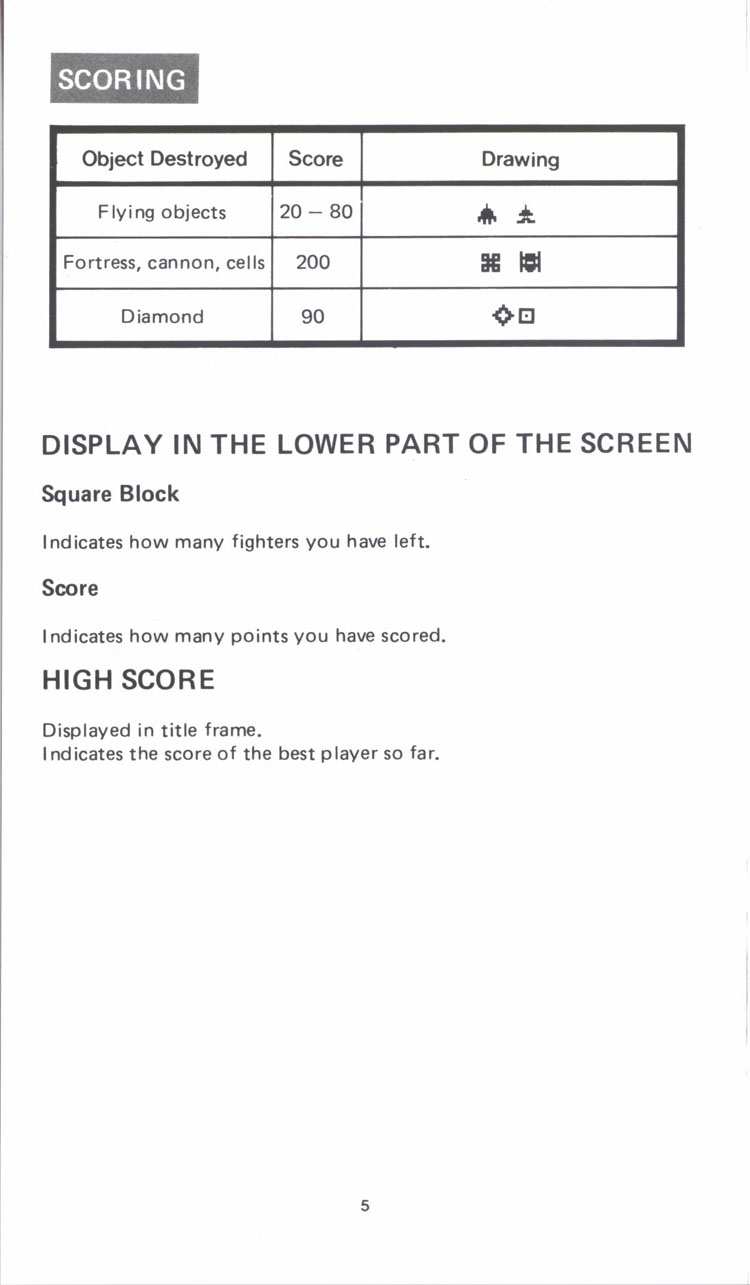 SCORING
Object Destroyed Score Drawing
Flying objects 20 – 80
Fortress, cannon, cells 200
Diamond 90
DISPLAY IN THE LOWER PART OF THE SCREEN
Square Block
Indicates how many fighters you have left.
Score
Indicates how many points you have scored.
HIGH SCORE
Displayed in title frame.
Indicates the score of the best player so far.
5